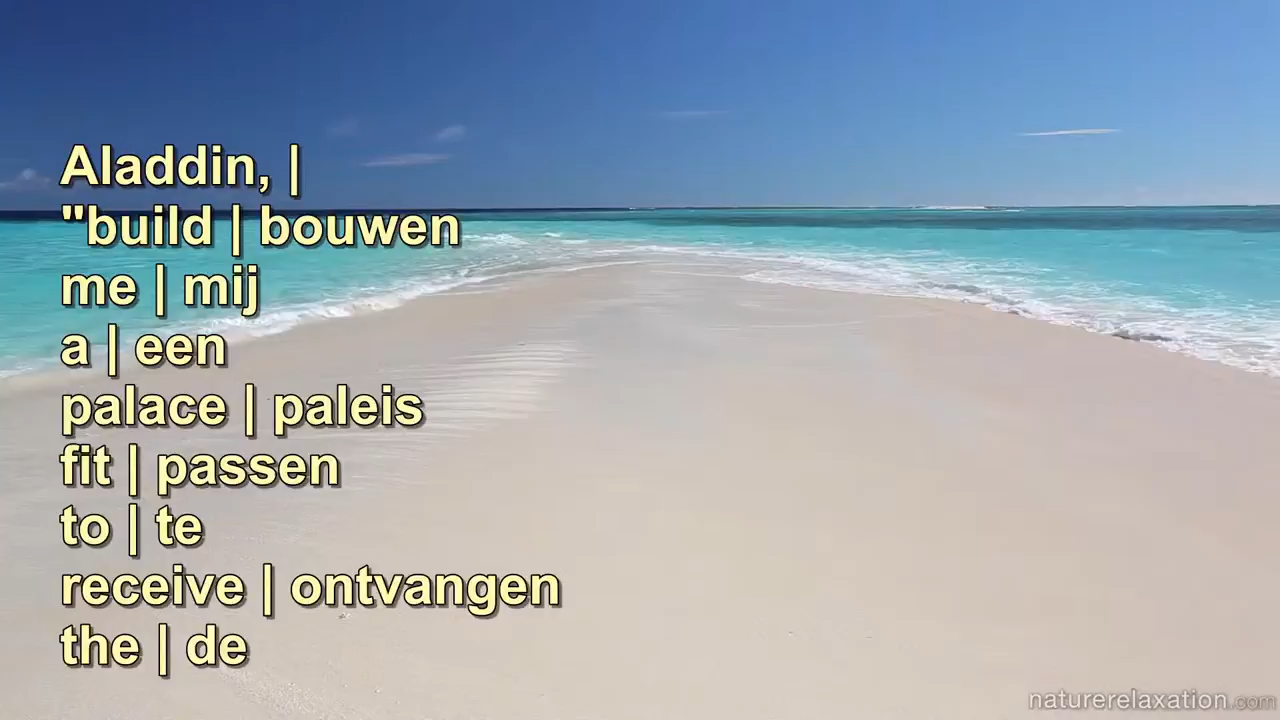 Aladdin, |
"build | bouwen
me | mij
a | een
palace | paleis
fit | passen
to | te
receive | ontvangen
the | de
naturerelaxation.com